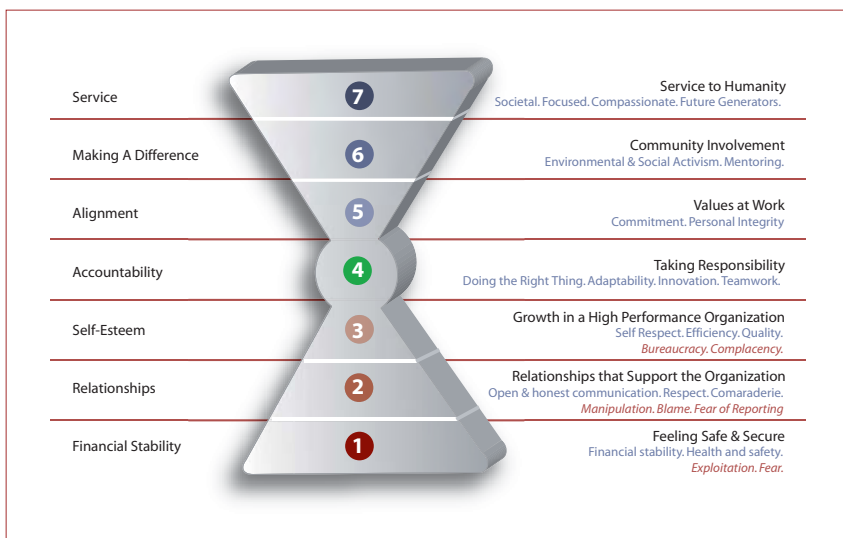 Service
7
Service to Humanity
Societal. Focused. Compassionate. Future Generators.
Making A Difference
6
Community Involvement
Environmental & Social Activism. Mentoring.
Alignment
5
Values at Work
Commitment. Personal Integrity
Accountability
4
Taking Responsibility
Doing the Right Thing. Adaptability. Innovation. Teamwork.
Self-Esteem
3
Growth in a High Performance Organization
Self Respect. Efficiency. Quality.
Bureaucracy. Complacency.
Relationships
2
Relationships that Support the Organization
Open & honest communication. Respect. Comaraderie.
Manipulation. Blame. Fear of Reporting
Financial Stability
1
Feeling Safe & Secure
Financial stability. Health and safety.
Exploitation. Fear.